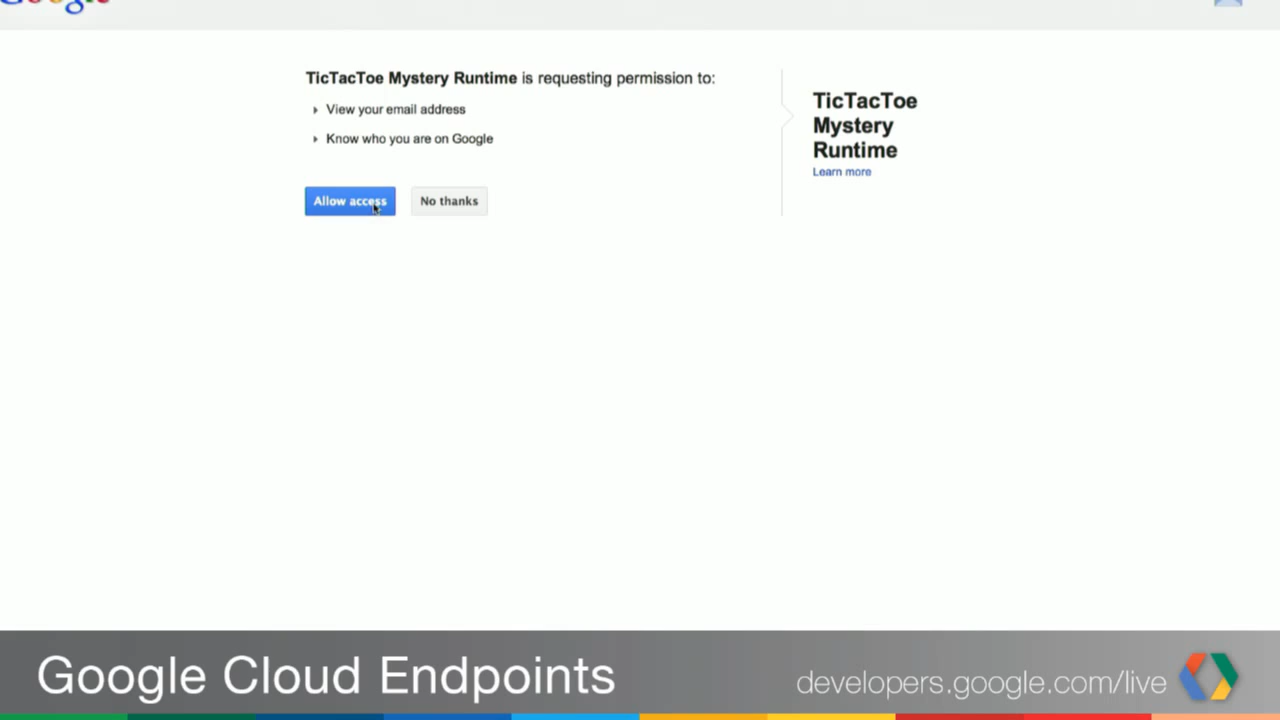 Google
TicTacToe Mystery Runtime is requesting permission to:
View your email address
Know who you are on Google
Allow access
No thanks
TicTacToe
Mystery
Runtime
Learn more
Google Cloud Endpoints
developers.google.com/live